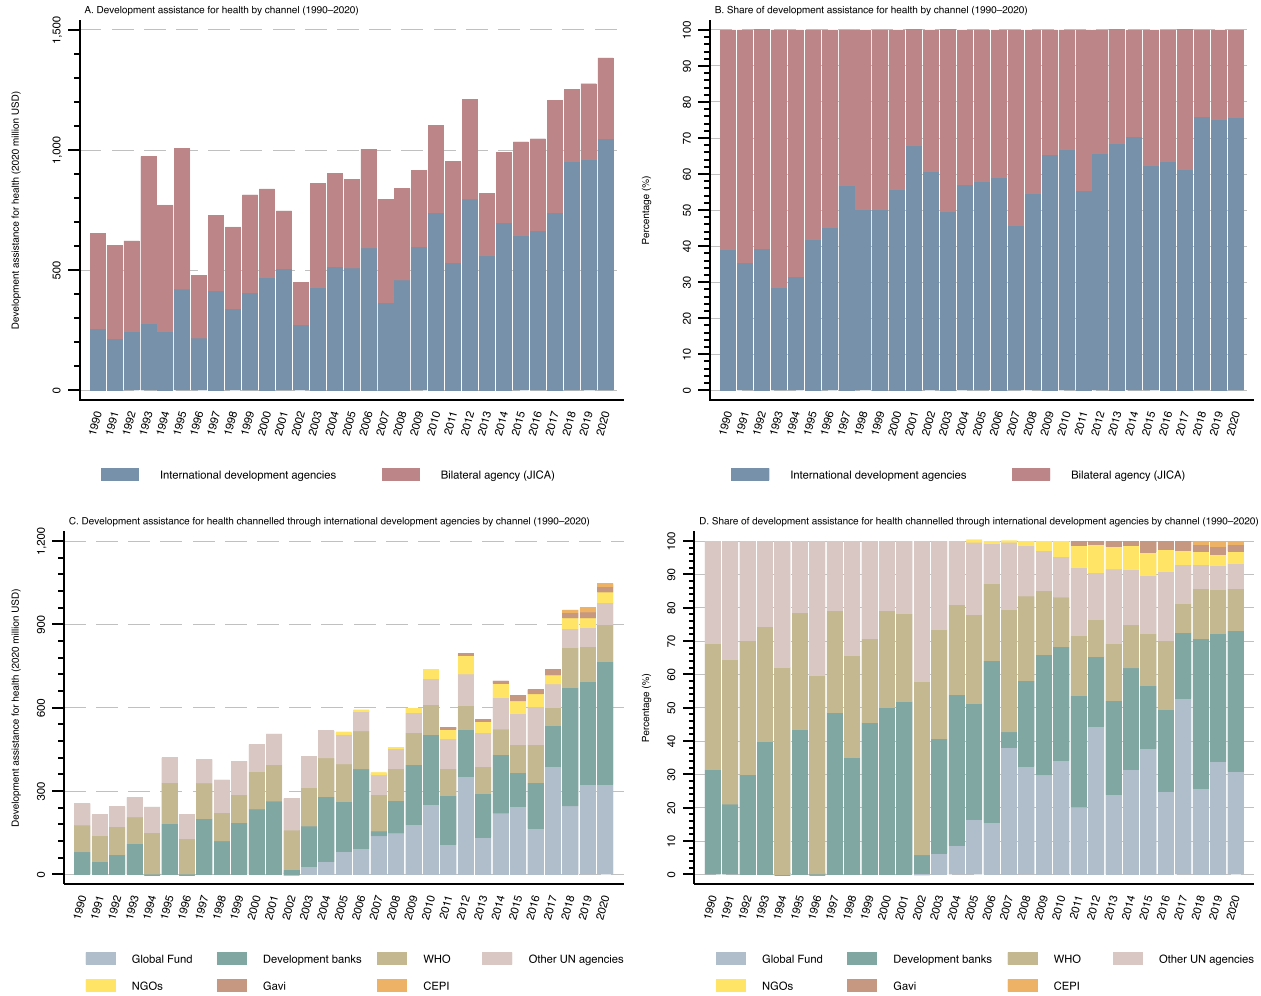 A. Development assistance for health by channel (1990–2020)
Development assistance for health (2020 million USD)
1,500
1,000
500
0
1990 1991 1992 1993 1994 1995 1996 1997 1998 1999 2000 2001 2002 2003 2004 2005 2006 2007 2008 2009 2010 2011 2012 2013 2014 2015 2016 2017 2018 2019 2020
International development agencies Bilateral agency (JICA)
B. Share of development assistance for health by channel (1990–2020)
Percentage (%)
100
90
80
70
60
50
40
30
20
10
0
1990 1991 1992 1993 1994 1995 1996 1997 1998 1999 2000 2001 2002 2003 2004 2005 2006 2007 2008 2009 2010 2011 2012 2013 2014 2015 2016 2017 2018 2019 2020
International development agencies Bilateral agency (JICA)
C. Development assistance for health channelled through international development agencies by channel (1990–2020)
Development assistance for health (2020 million USD)
1,200
900
600
300
0
1990 1991 1992 1993 1994 1995 1996 1997 1998 1999 2000 2001 2002 2003 2004 2005 2006 2007 2008 2009 2010 2011 2012 2013 2014 2015 2016 2017 2018 2019 2020
Global Fund Development banks WHO Other UN agencies
NGOs Gavi CEPI
D. Share of development assistance for health channelled through international development agencies by channel (1990–2020)
Percentage (%)
100
90
80
70
60
50
40
30
20
10
0
1990 1991 1992 1993 1994 1995 1996 1997 1998 1999 2000 2001 2002 2003 2004 2005 2006 2007 2008 2009 2010 2011 2012 2013 2014 2015 2016 2017 2018 2019 2020
Global Fund Development banks WHO Other UN agencies
NGOs Gavi CEPI